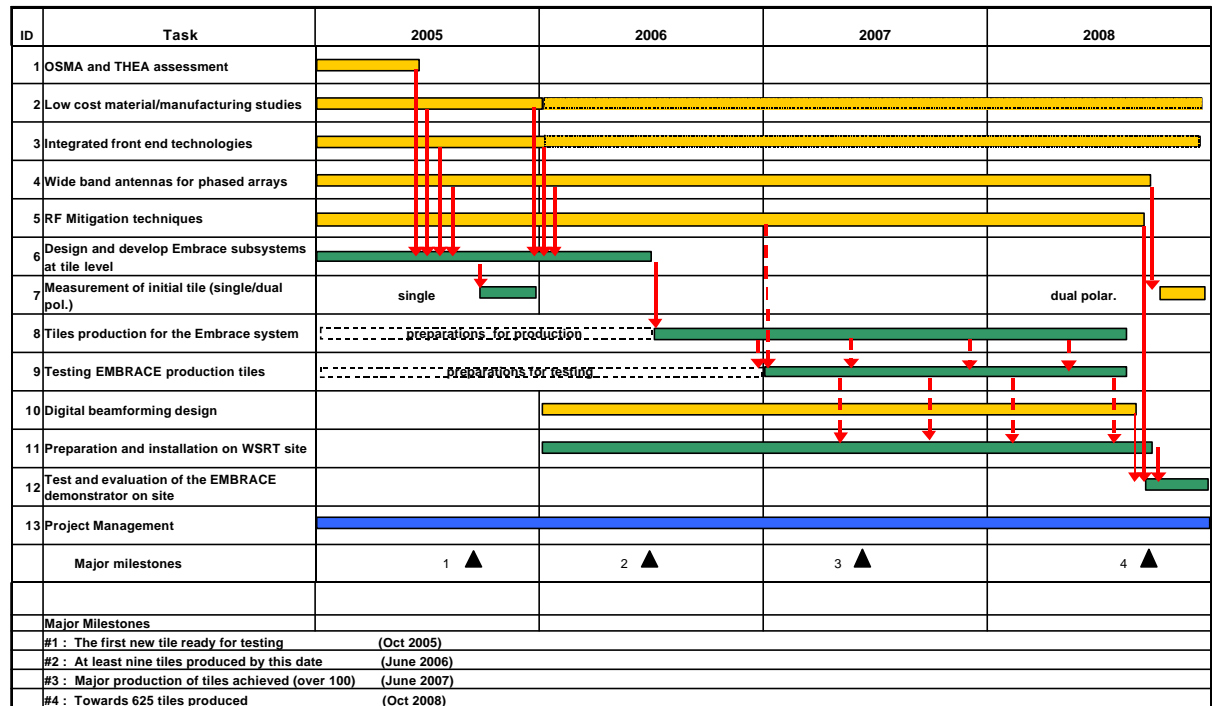 ID Task 2005 2006 2007 2008
1 OSMA and THEA assessment
2 Low cost material/manufacturing studies
3 Integrated front end technologies
4 Wide band antennas for phased arrays
5 RF Mitigation techniques
6 Design and develop Embrace subsystems
at tile level
7 Measurement of initial tile (single/dual
pol.)
single dual polar.
8 Tiles production for the Embrace system preparations for production
9 Testing EMBRACE production tiles preparations for testing
10 Digital beamforming design
11 Preparation and installation on WSRT site
12 Test and evaluation of the EMBRACE
demonstrator on site
13 Project Management
Major milestones 1 2 3 4
Major Milestones
#1 : The first new tile ready for testing (Oct 2005)
#2 : At least nine tiles produced by this date (June 2006)
#3 : Major production of tiles achieved (over 100) (June 2007)
#4 : Towards 625 tiles produced (Oct 2008)